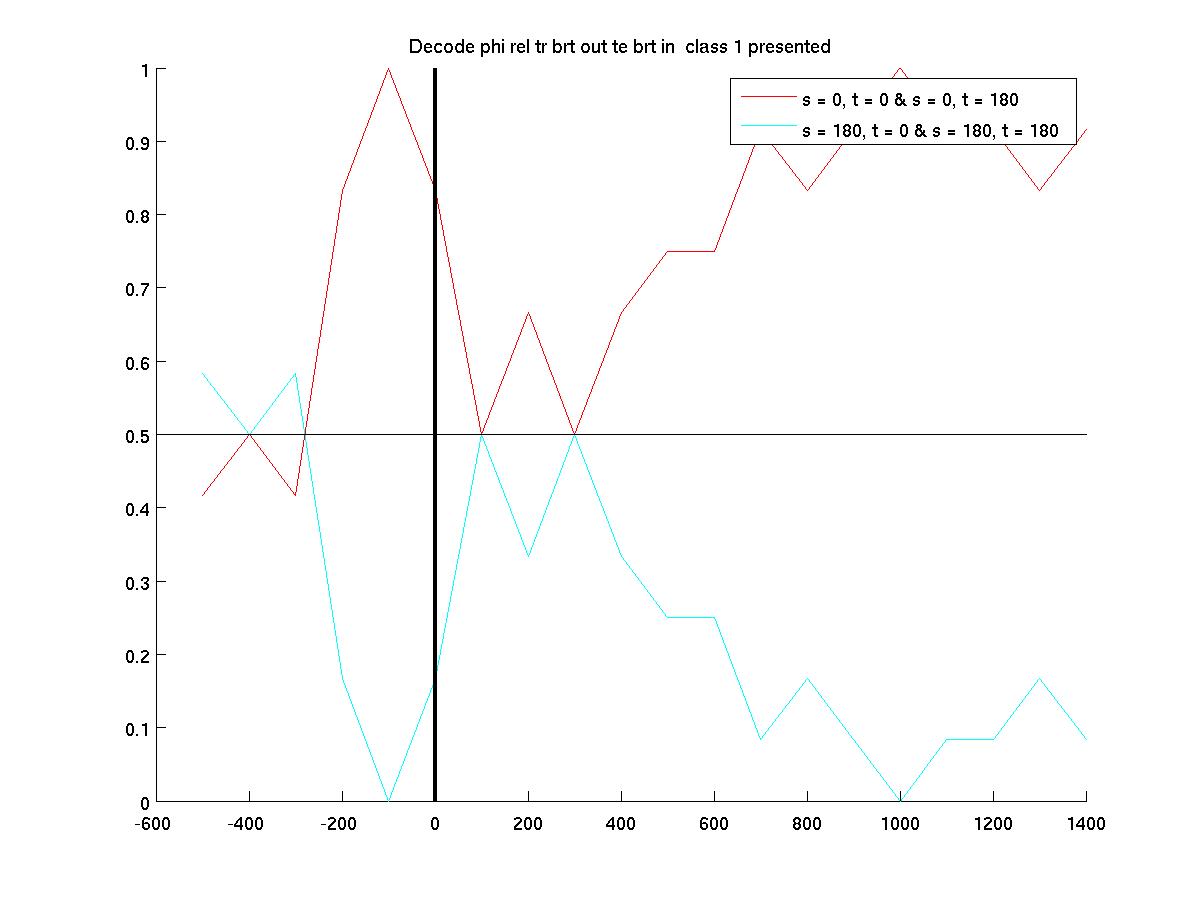 Decode phi rel tr brt out te brt in  class 1 presented
s = 0, t = 0 & s = 0, t = 180
s = 180, t = 0 & s = 180, t = 180
1
0.9
0.8
0.7
0.6
0.5
0.4
0.3
0.2
0.1
0
-600 -400 -200 0 200 400 600 800 1000 1200 1400